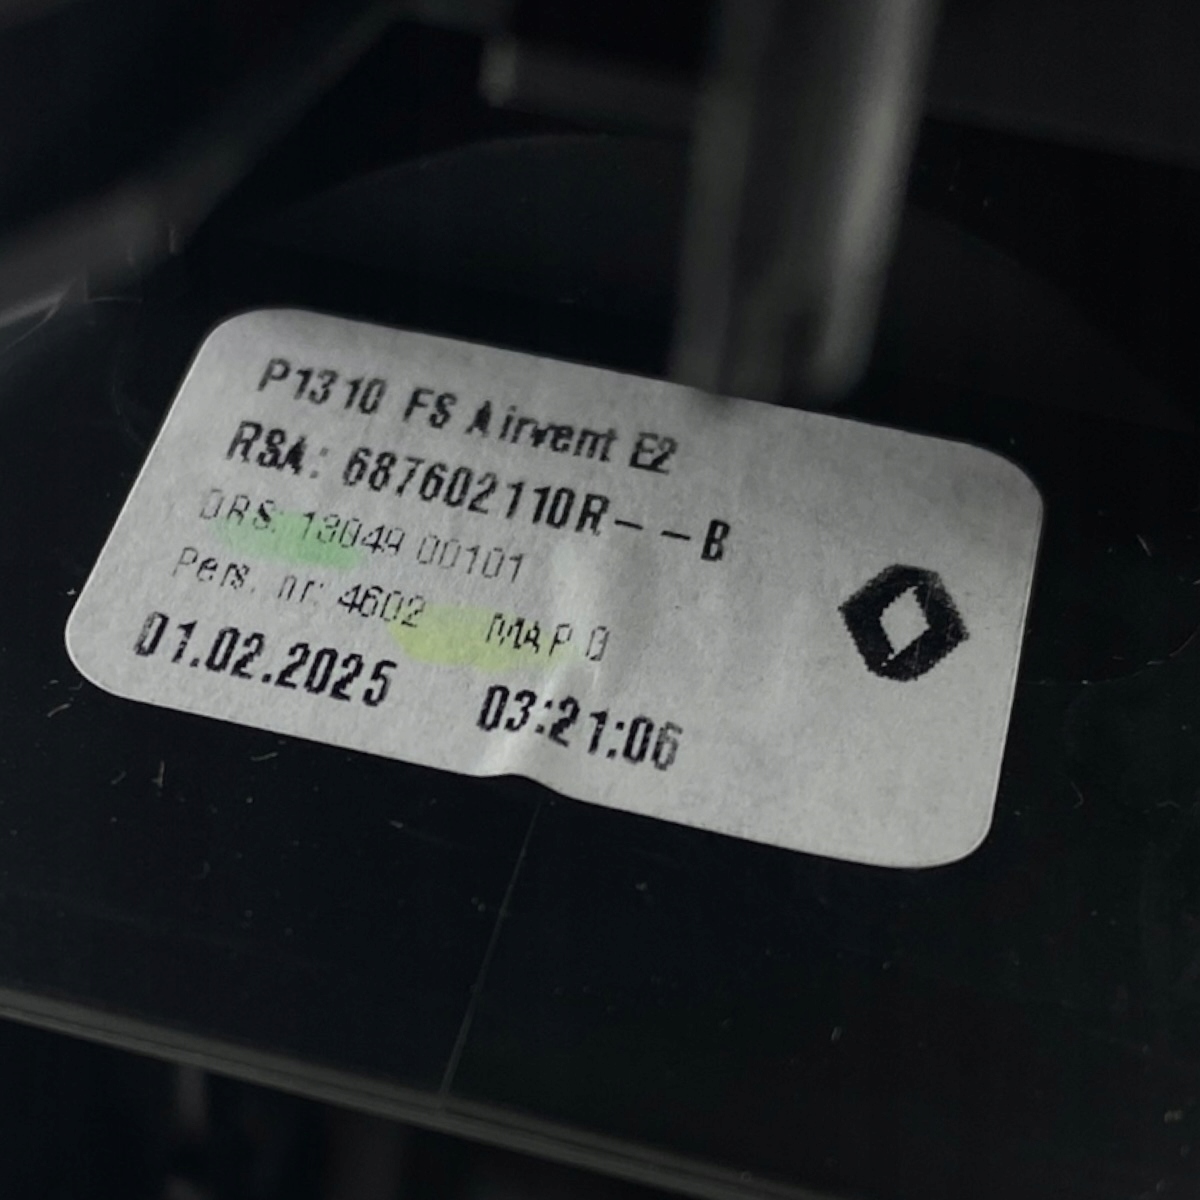 P1310 FS Airvent E2
RSA: 687602110R--B
DRS: 13049 00101
Pers. nr: 4602 MAP 0
01.02.2025 03:21:06